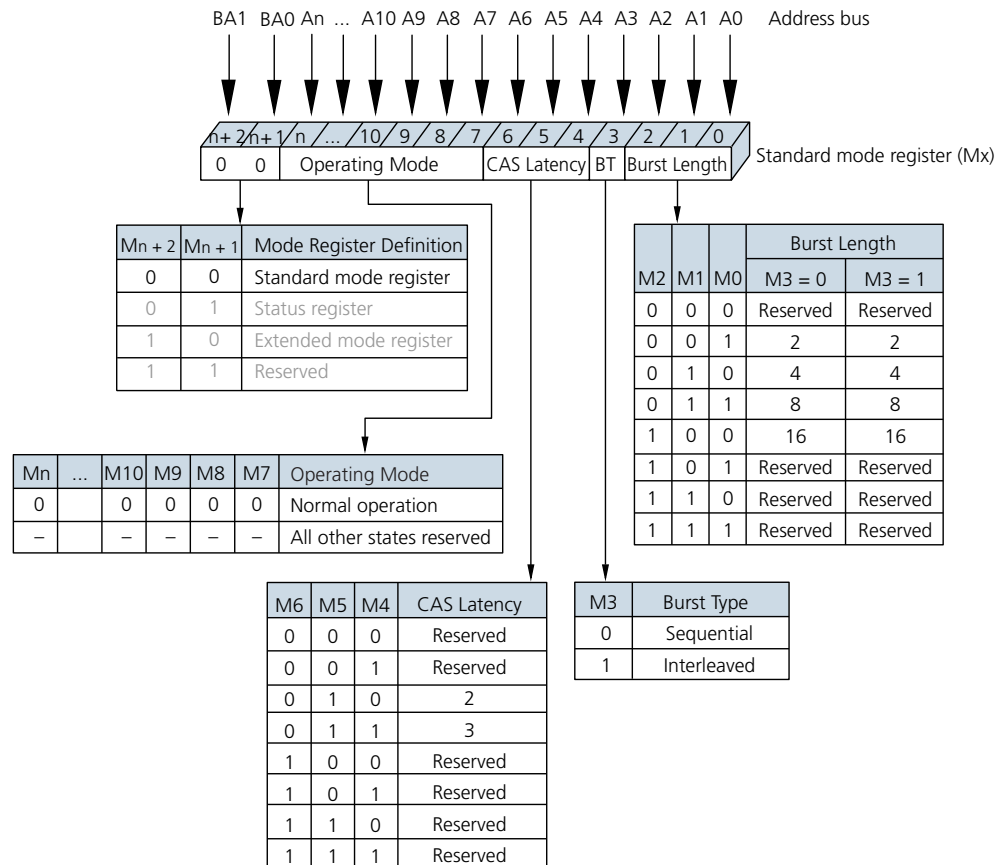 BA1 BA0 An ... A10 A9 A8 A7 A6 A5 A4 A3 A2 A1 A0 Address bus
n+ 2 n+ 1 n ... 10 9 8 7 6 5 4 3 2 1 0
0 0 Operating Mode CAS Latency BT Burst Length
Standard mode register (Mx)
Mn + 2 Mn + 1 Mode Register Definition
0 0 Standard mode register
0 1 Status register
1 0 Extended mode register
1 1 Reserved
Burst Length
M2 M1 M0 M3 = 0 M3 = 1
0 0 0 Reserved Reserved
0 0 1 2 2
0 1 0 4 4
0 1 1 8 8
1 0 0 16 16
1 0 1 Reserved Reserved
1 1 0 Reserved Reserved
1 1 1 Reserved Reserved
Mn ... M10 M9 M8 M7 Operating Mode
0 0 0 0 0 Normal operation
– – – – – All other states reserved
M6 M5 M4 CAS Latency
0 0 0 Reserved
0 0 1 Reserved
0 1 0 2
0 1 1 3
1 0 0 Reserved
1 0 1 Reserved
1 1 0 Reserved
1 1 1 Reserved
M3 Burst Type
0 Sequential
1 Interleaved